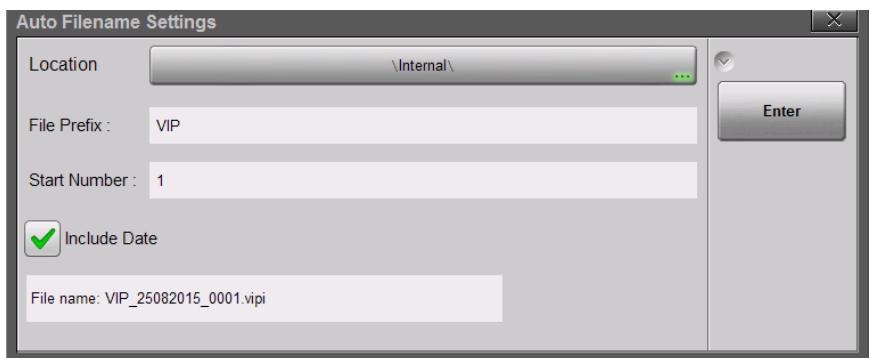 Auto Filename Settings
Location
\Internal\
...
Enter
File Prefix :
VIP
Start Number :
1
Include Date
File name: VIP_25082015_0001.vipi